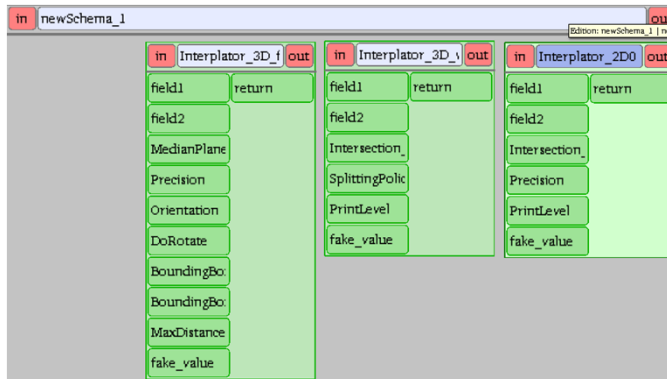 in newSchema_1 ou
Edition: newSchema_1 | n
in Interplator_3D_f out
field1 return
field2
MedianPlane
Precision
Orientation
DoRotate
BoundingBo
BoundingBo
MaxDistance
fake_value
in Interplator_3D_v out
field1 return
field2
Intersection_
SplittingPolic
PrintLevel
fake_value
in Interplator_2D0 out
field1 return
field2
Intersection_
Precision
PrintLevel
fake_value